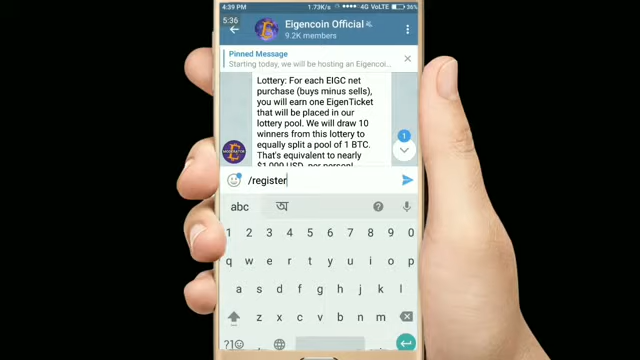 4:39 PM 1.73K/s 4G VoLTE 36%
5:36
Eigencoin Official
9.2K members
Pinned Message
Starting today, we will be hosting an Eigencoi...
Lottery: For each EIGC net
purchase (buys minus sells),
you will earn one EigenTicket
that will be placed in our
lottery pool. We will draw 10
winners from this lottery to
equally split a pool of 1 BTC.
That's equivalent to nearly
$1,000 USD, per person!
1
/register
abc অ
1 2 3 4 5 6 7 8 9 0
q w e r t y u i o p
a s d f g h j k l
z x c v b n m
?1